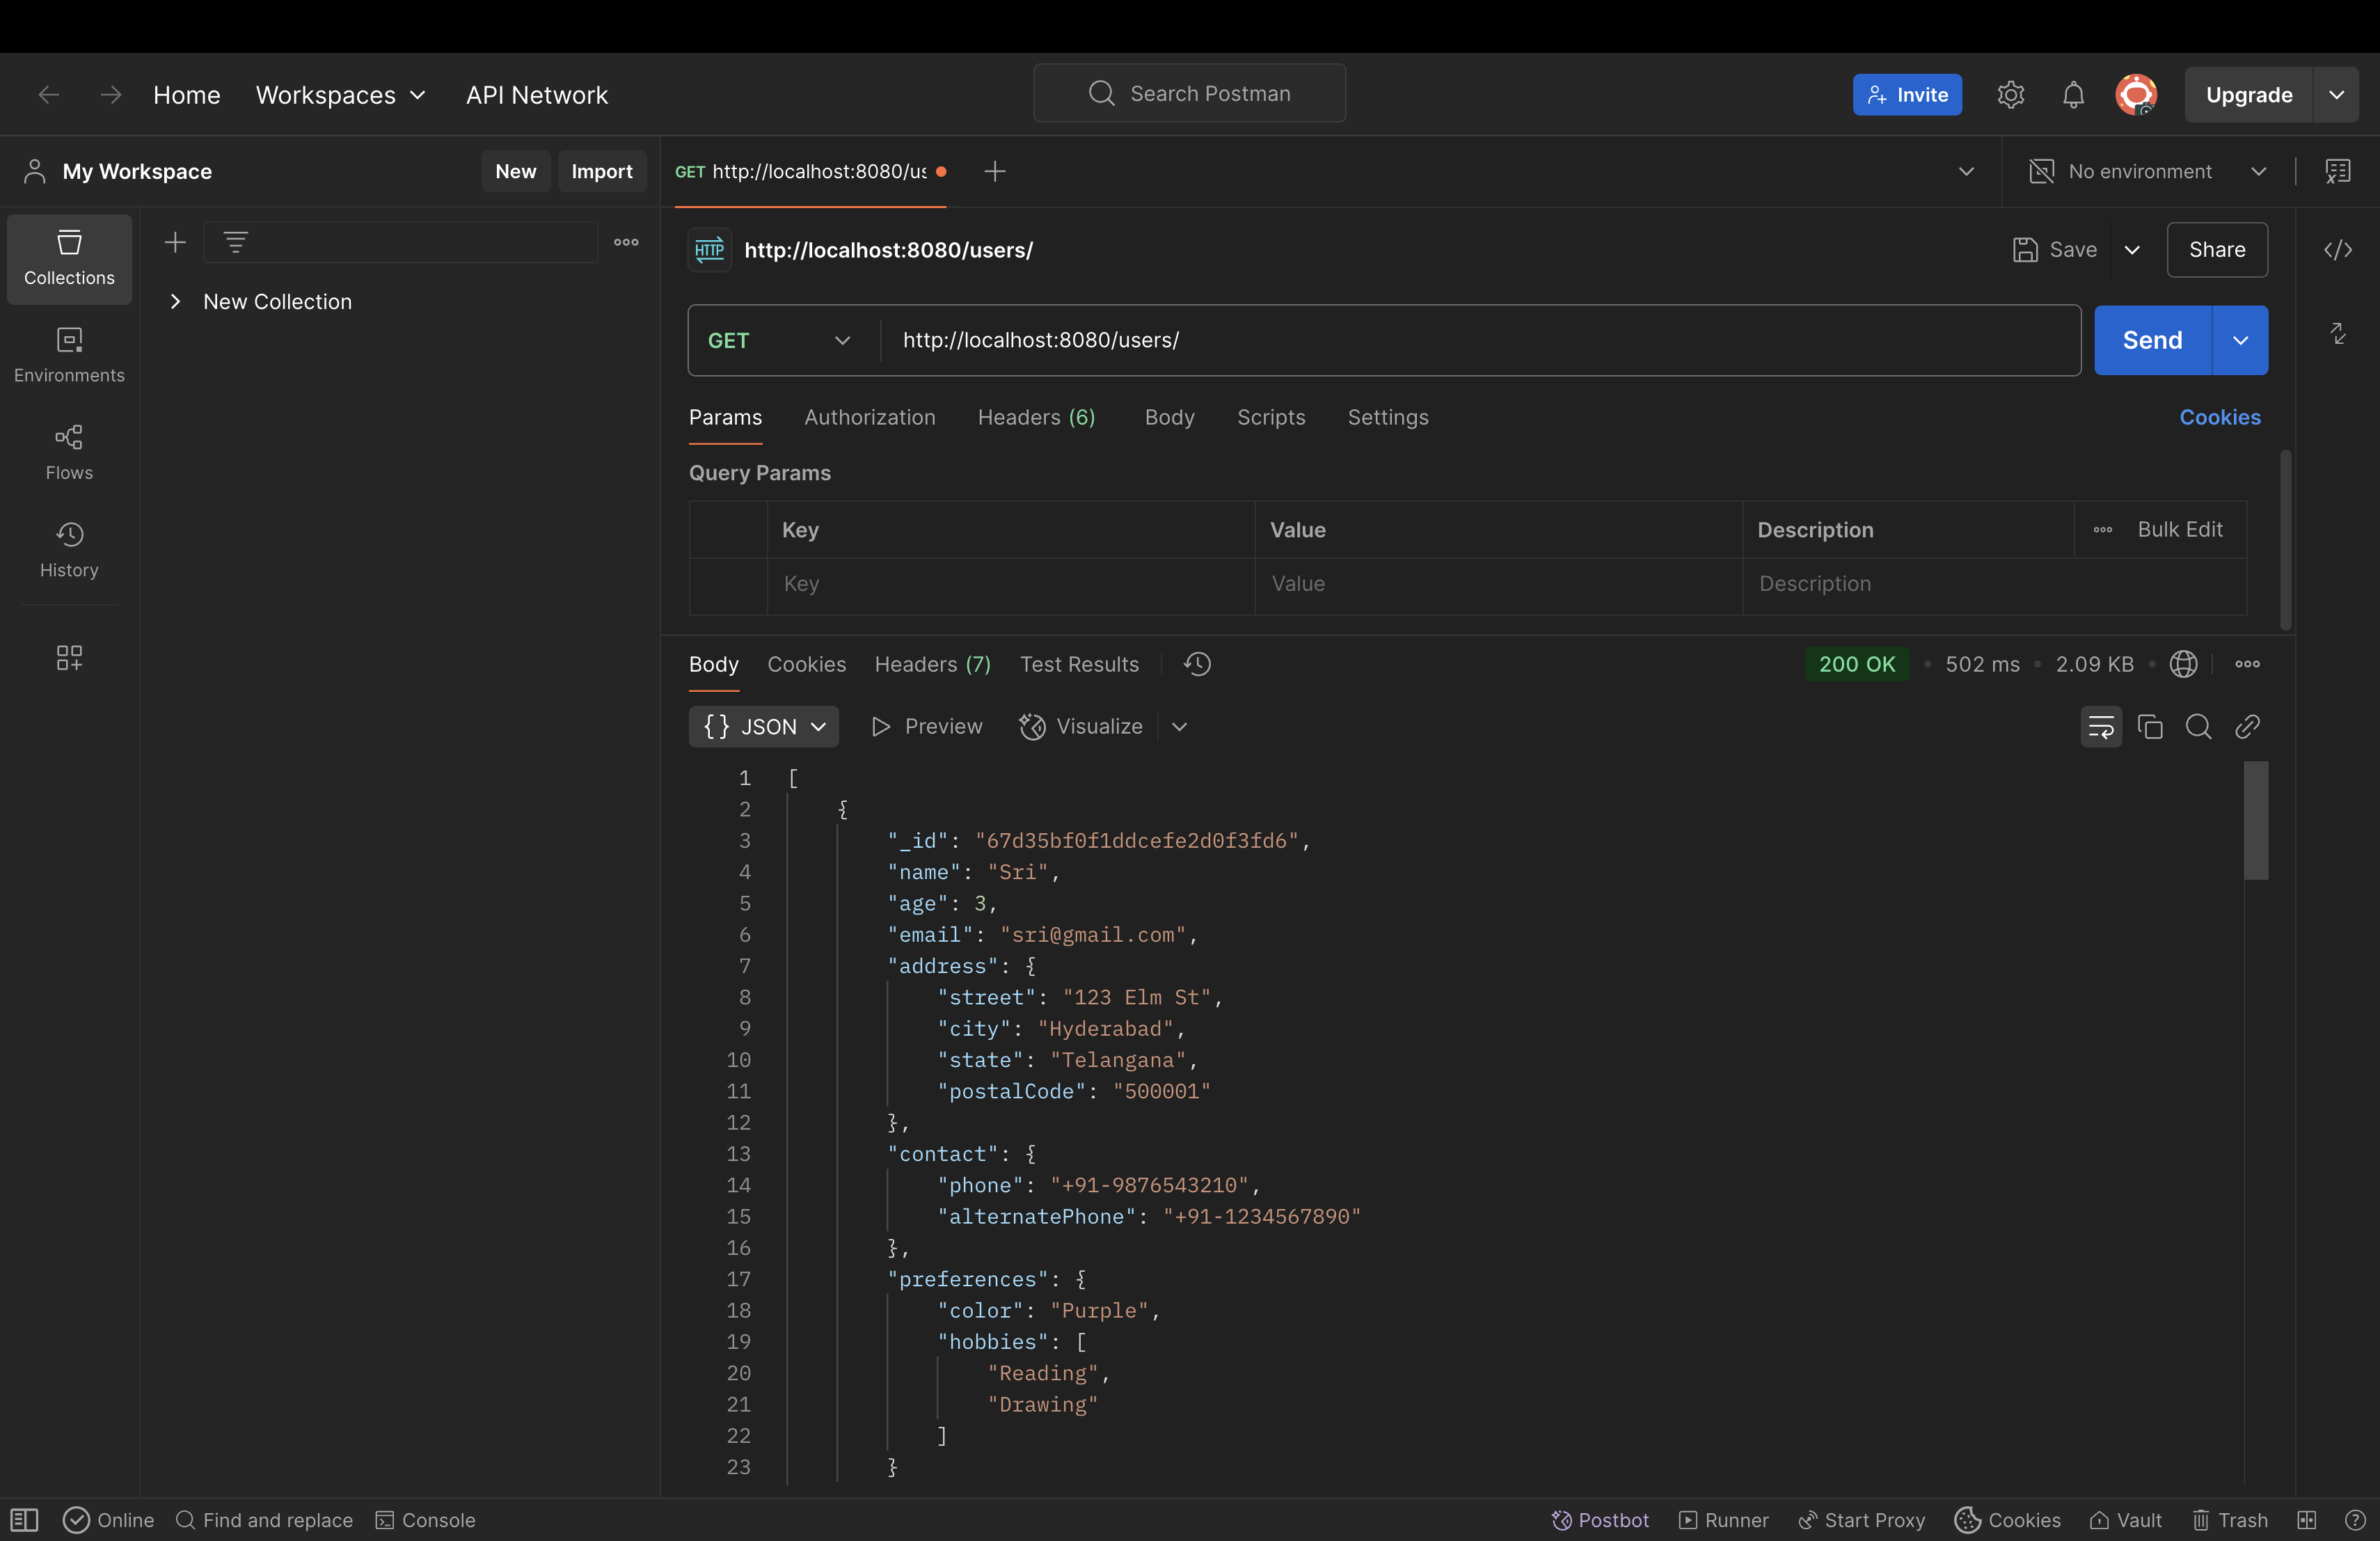 Home Workspaces API Network Search Postman Invite Upgrade
My Workspace New Import GET http://localhost:8080/us No environment
Collections
Environments
Flows
History
New Collection
HTTP http://localhost:8080/users/ Save Share
GET http://localhost:8080/users/ Send
Params Authorization Headers (6) Body Scripts Settings Cookies
Query Params
Key Value Description Bulk Edit
Key Value Description
Body Cookies Headers (7) Test Results 200 OK 502 ms 2.09 KB
{} JSON Preview Visualize
1 [
2 {
3 "_id": "67d35bf0f1ddcefe2d0f3fd6",
4 "name": "Sri",
5 "age": 3,
6 "email": "sri@gmail.com",
7 "address": {
8 "street": "123 Elm St",
9 "city": "Hyderabad",
10 "state": "Telangana",
11 "postalCode": "500001"
12 },
13 "contact": {
14 "phone": "+91-9876543210",
15 "alternatePhone": "+91-1234567890"
16 },
17 "preferences": {
18 "color": "Purple",
19 "hobbies": [
20 "Reading",
21 "Drawing"
22 ]
23 }
Online Find and replace Console Postbot Runner Start Proxy Cookies Vault Trash